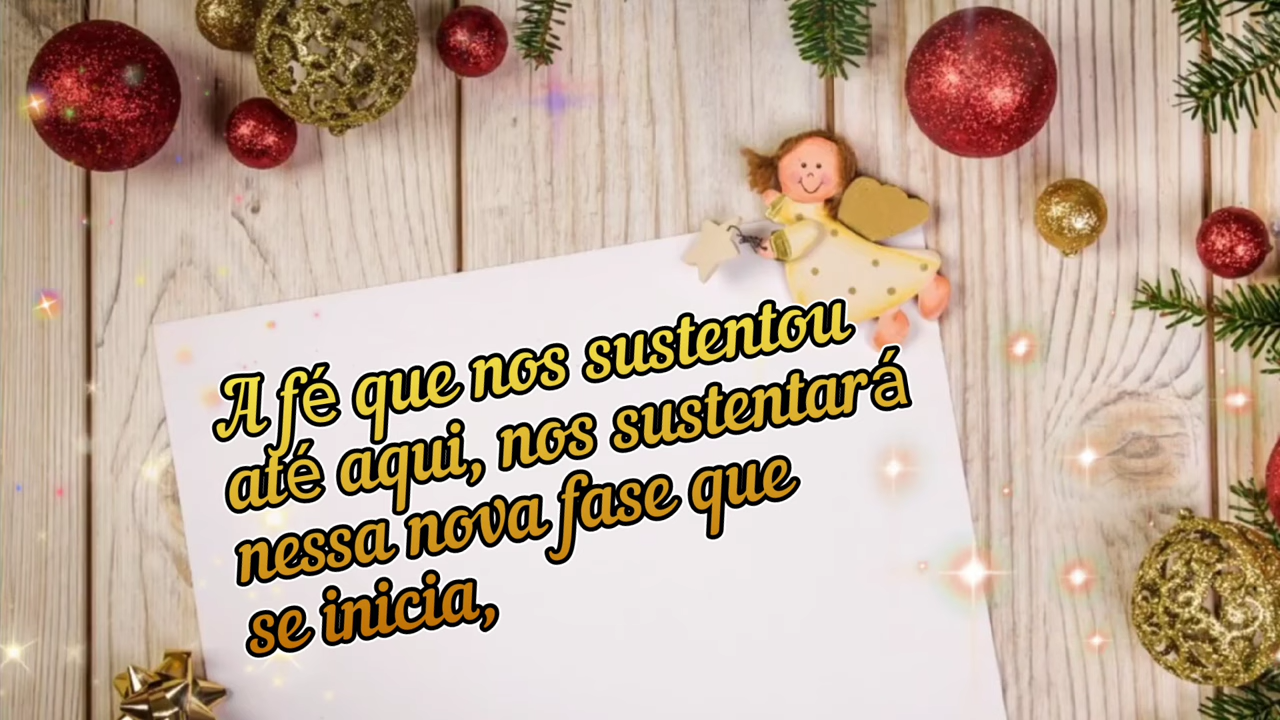 A fé que nos sustentou
até aqui, nos sustentará
nessa nova fase que
se inicia,